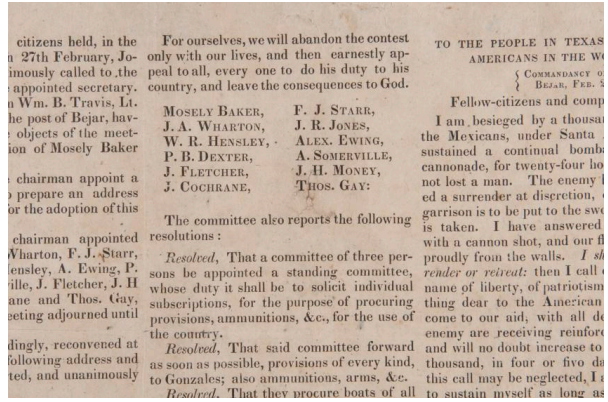 citizens held, in the
27th February, Jo-
imously called to the
appointed secretary.
Wm. B. Travis, Lt.
he post of Bejar, hav-
objects of the meet-
ion of Mosely Baker
chairman appoint a
prepare an address
for the adoption of this
chairman appointed
Wharton, F. J. Starr,
Hensley, A. Ewing, P.
ville, J. Fletcher, J. H
ane and Thos. Gay,
eeting adjourned until
dingly, reconvened at
following address and
ted, and unanimously
For ourselves, we will abandon the contest
only with our lives, and then earnestly ap-
peal to all, every one to do his duty to his
country, and leave the consequences to God.
MOSELY BAKER, F. J. STARR,
J. A. WHARTON, J. R. JONES,
W. R. HENSLEY, ALEX. EWING,
P. B. DEXTER, A. SOMERVILLE,
J. FLETCHER, J. H. MONEY,
J. COCHRANE, THOS. GAY:
The committee also reports the following
resolutions:
Resolved, That a committee of three per-
sons be appointed a standing committee,
whose duty it shall be to solicit individual
subscriptions, for the purpose of procuring
provisions, ammunitions, &c., for the use of
the country.
Resolved, That said committee forward
as soon as possible, provisions of every kind,
to Gonzales; also ammunitions, arms, &c.
Resolved, That they procure boats of all
TO THE PEOPLE IN TEXAS
AMERICANS IN THE WO
COMMANDANCY O
BEJAR, FEB. 2
Fellow-citizens and comp
I am besieged by a thousan
the Mexicans, under Santa
sustained a continual bomba
cannonade, for twenty-four ho
not lost a man. The enemy
ed a surrender at discretion,
garrison is to be put to the swo
is taken. I have answered
with a cannon shot, and our fl
proudly from the walls. I sh
render or retreat: then I call
name of liberty, of patriotism
thing dear to the American
come to our aid, with all de
enemy are receiving reinforc
and will no doubt increase to
thousand, in four or five da
this call may be neglected, I a
to sustain myself as long as